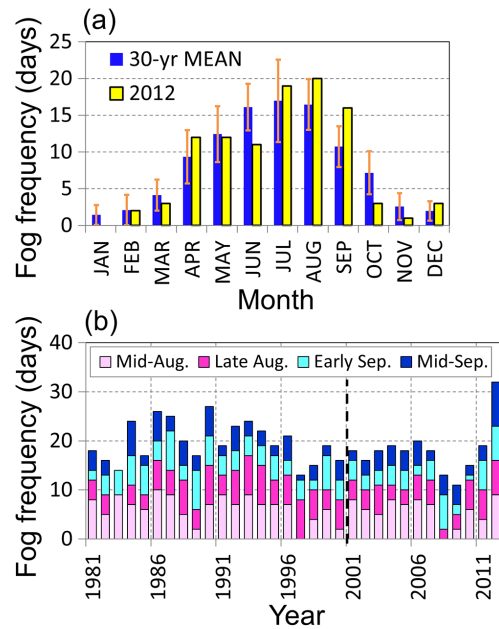 (a)
Fog frequency (days)
25
20
15
10
5
0
30-yr MEAN
2012
JAN FEB MAR APR MAY JUN JUL AUG SEP OCT NOV DEC
Month
(b)
Fog frequency (days)
40
30
20
10
0
Mid-Aug. Late Aug. Early Sep. Mid-Sep.
1981 1986 1991 1996 2001 2006 2011
Year